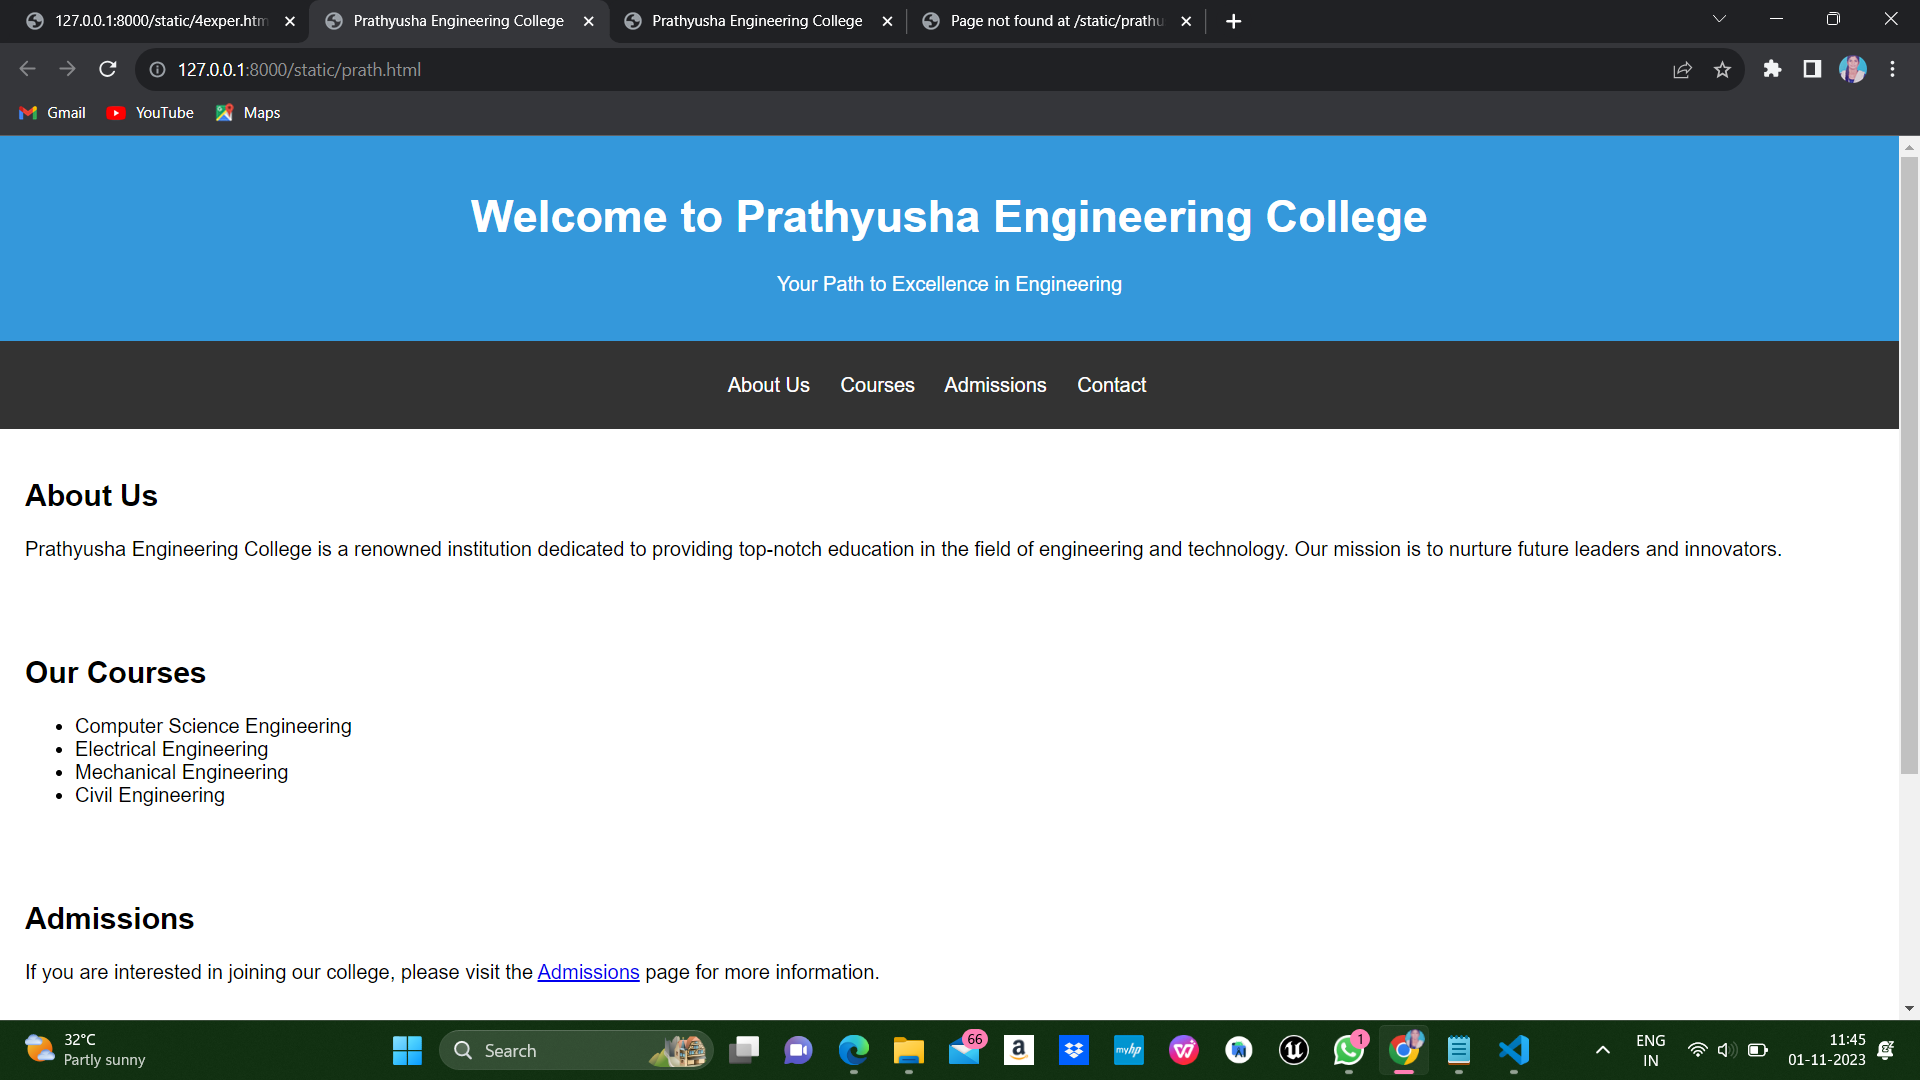 127.0.0.1:8000/static/4exper.htm
Prathyusha Engineering College
Prathyusha Engineering College
Page not found at /static/prathu
127.0.0.1:8000/static/prath.html
Gmail
YouTube
Maps
Welcome to Prathyusha Engineering College
Your Path to Excellence in Engineering
About Us
Courses
Admissions
Contact
About Us
Prathyusha Engineering College is a renowned institution dedicated to providing top-notch education in the field of engineering and technology. Our mission is to nurture future leaders and innovators.
Our Courses
Computer Science Engineering
Electrical Engineering
Mechanical Engineering
Civil Engineering
Admissions
If you are interested in joining our college, please visit the Admissions page for more information.
32°C
Partly sunny
Search
66
a
myhp
1
ENG
IN
11:45
01-11-2023